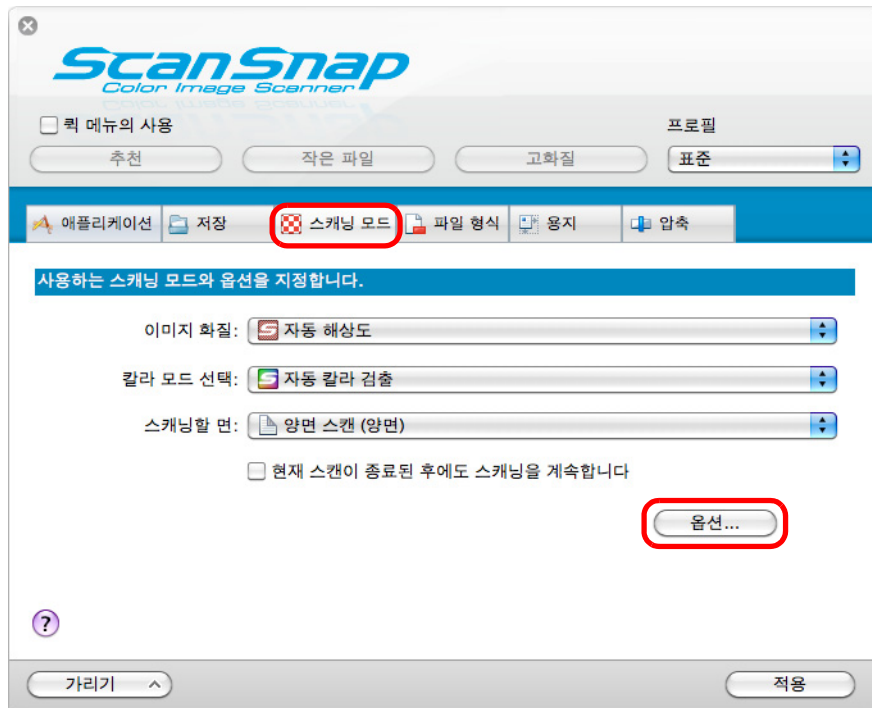 ScanSnap
Color Image Scanner
퀵 메뉴의 사용
프로필
추천
작은 파일
고화질
표준
애플리케이션
저장
스캐닝 모드
파일 형식
용지
압축
사용하는 스캐닝 모드와 옵션을 지정합니다.
이미지 화질: 자동 해상도
칼라 모드 선택: 자동 칼라 검출
스캐닝할 면: 양면 스캔 (양면)
현재 스캔이 종료된 후에도 스캐닝을 계속합니다
옵션...
?
가리기
적용